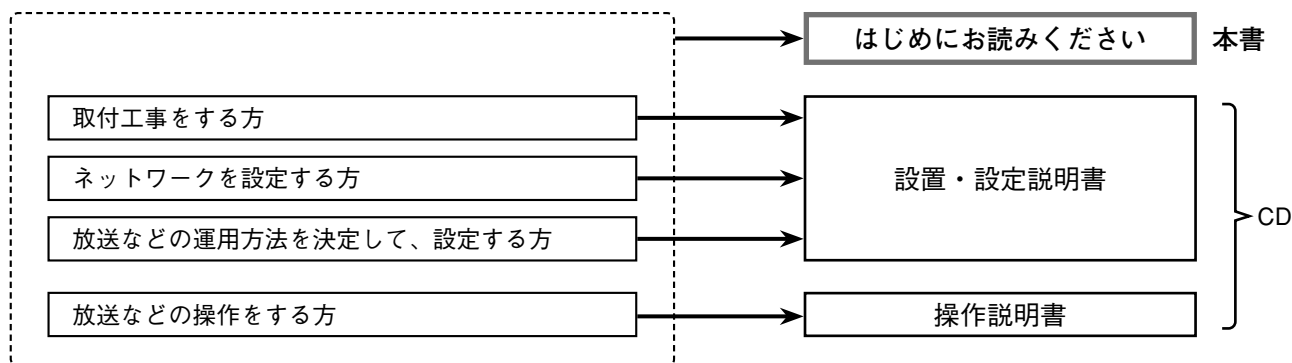 はじめにお読みください
本書
取付工事をする方
ネットワークを設定する方
設置・設定説明書
放送などの運用方法を決定して、設定する方
CD
放送などの操作をする方
操作説明書